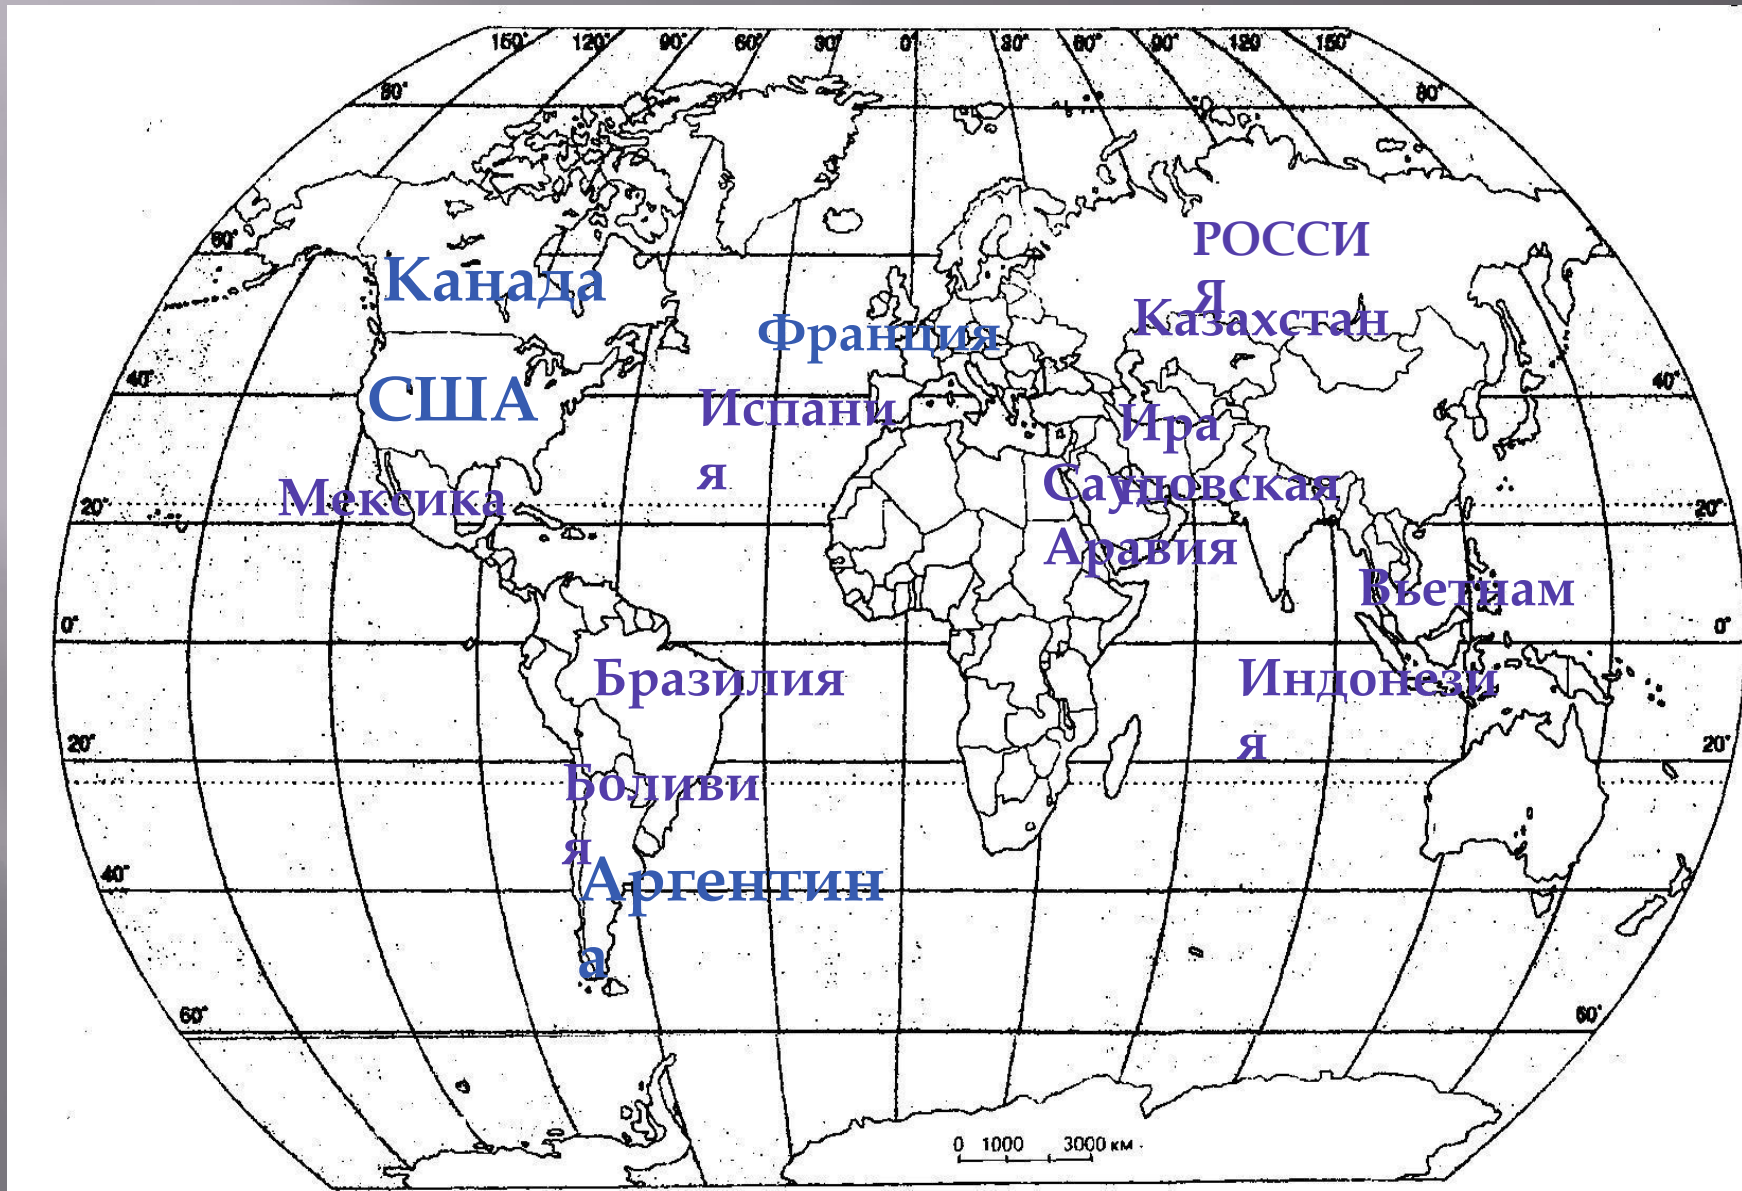 150° 120° 90° 60° 30° 0° 30° 60° 90° 120 150°
80° 80°
РОССИ
Я
60°
Канада
Казахстан
Франция
40° 40°
США
Испани
я
Ира
н
Саудовская
Аравия
Мексика
20° 20°
Вьетнам
0° 0°
Бразилия
Индонези
я
20° 20°
Боливи
я
Аргентин
а
40°
60° 60°
0 1000 3000 км